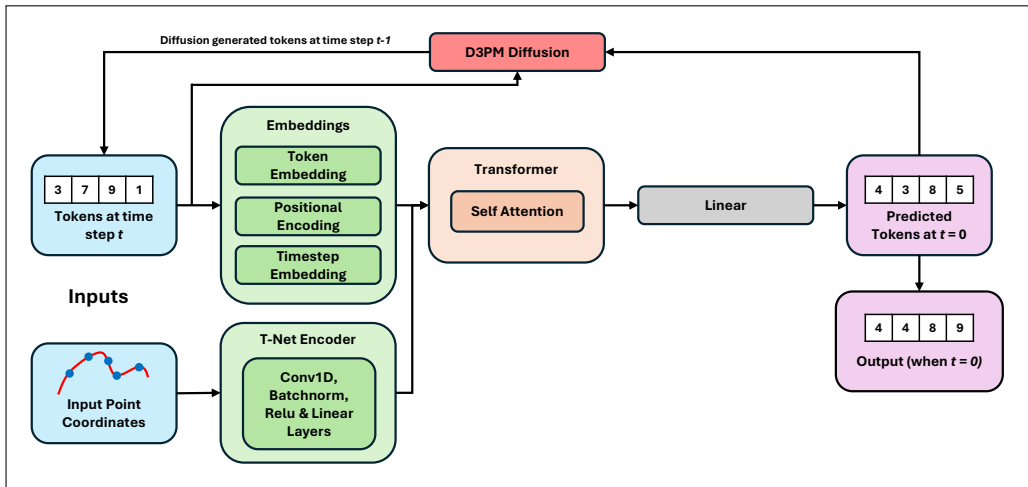 Diffusion generated tokens at time step t-1
D3PM Diffusion
Embeddings
Token
Embedding
Positional
Encoding
Timestep
Embedding
3 7 9 1
Tokens at time
step t
Transformer
Self Attention
Linear
4 3 8 5
Predicted
Tokens at t = 0
Inputs
T-Net Encoder
Conv1D,
Batchnorm,
Relu & Linear
Layers
Input Point
Coordinates
4 4 8 9
Output (when t = 0)